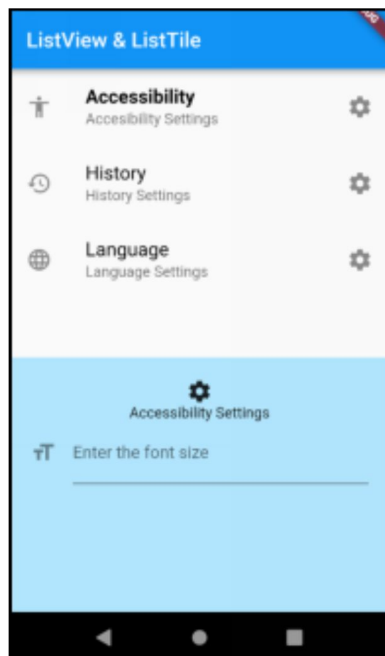 ListView & ListTile
Accessibility
Accesibility Settings
History
History Settings
Language
Language Settings
Accessibility Settings
Enter the font size